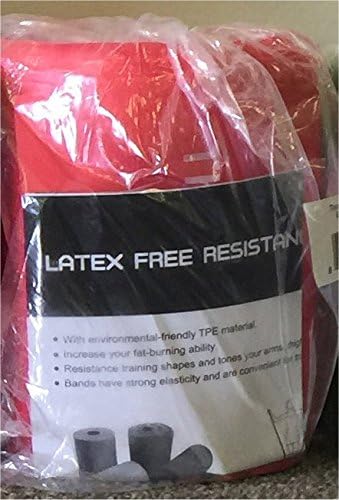 LATEX FREE RESISTAN
• With environmental-friendly TPE material.
• Increase your fat-burning ability
• Resistance training shapes and tones your arms,
• Bands have strong elasticity and are convenient for